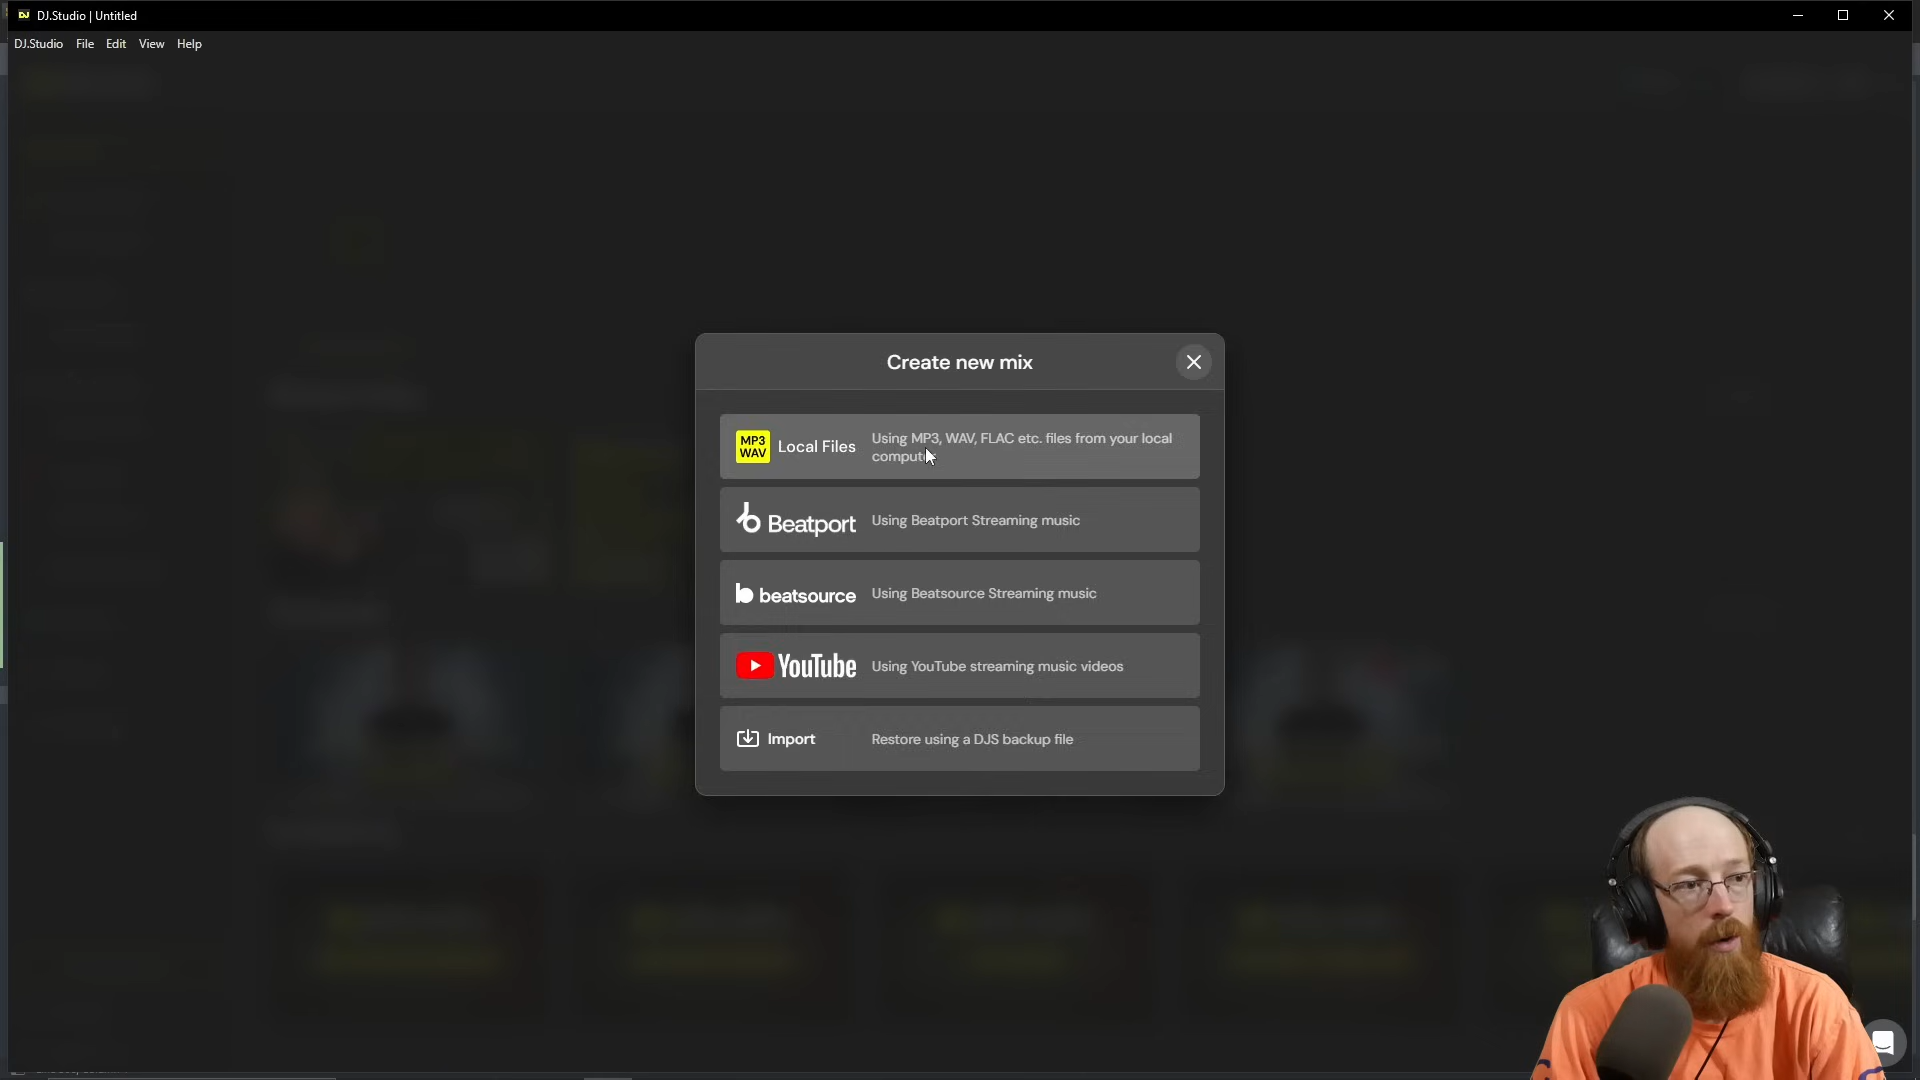 DJ.Studio | Untitled
DJ.Studio File Edit View Help
Create new mix
MP3
WAV
Local Files
Using MP3, WAV, FLAC etc. files from your local
Beatport
Using Beatport Streaming music
beatsource
Using Beatsource Streaming music
YouTube
Using YouTube streaming music videos
Import
Restore using a DJS backup file